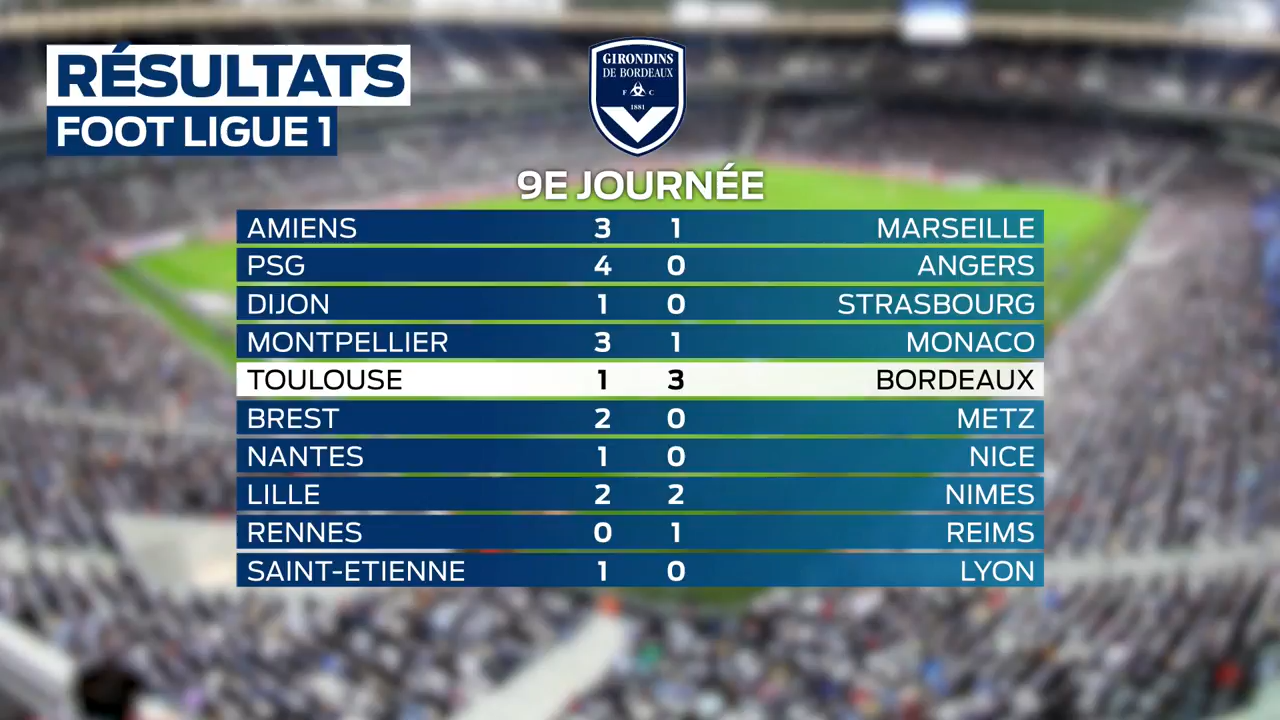 RÉSULTATS
FOOT LIGUE 1
GIRONDINS
DE BORDEAUX
F C
1881
9E JOURNÉE
AMIENS 3 1 MARSEILLE
PSG 4 0 ANGERS
DIJON 1 0 STRASBOURG
MONTPELLIER 3 1 MONACO
TOULOUSE 1 3 BORDEAUX
BREST 2 0 METZ
NANTES 1 0 NICE
LILLE 2 2 NIMES
RENNES 0 1 REIMS
SAINT-ETIENNE 1 0 LYON